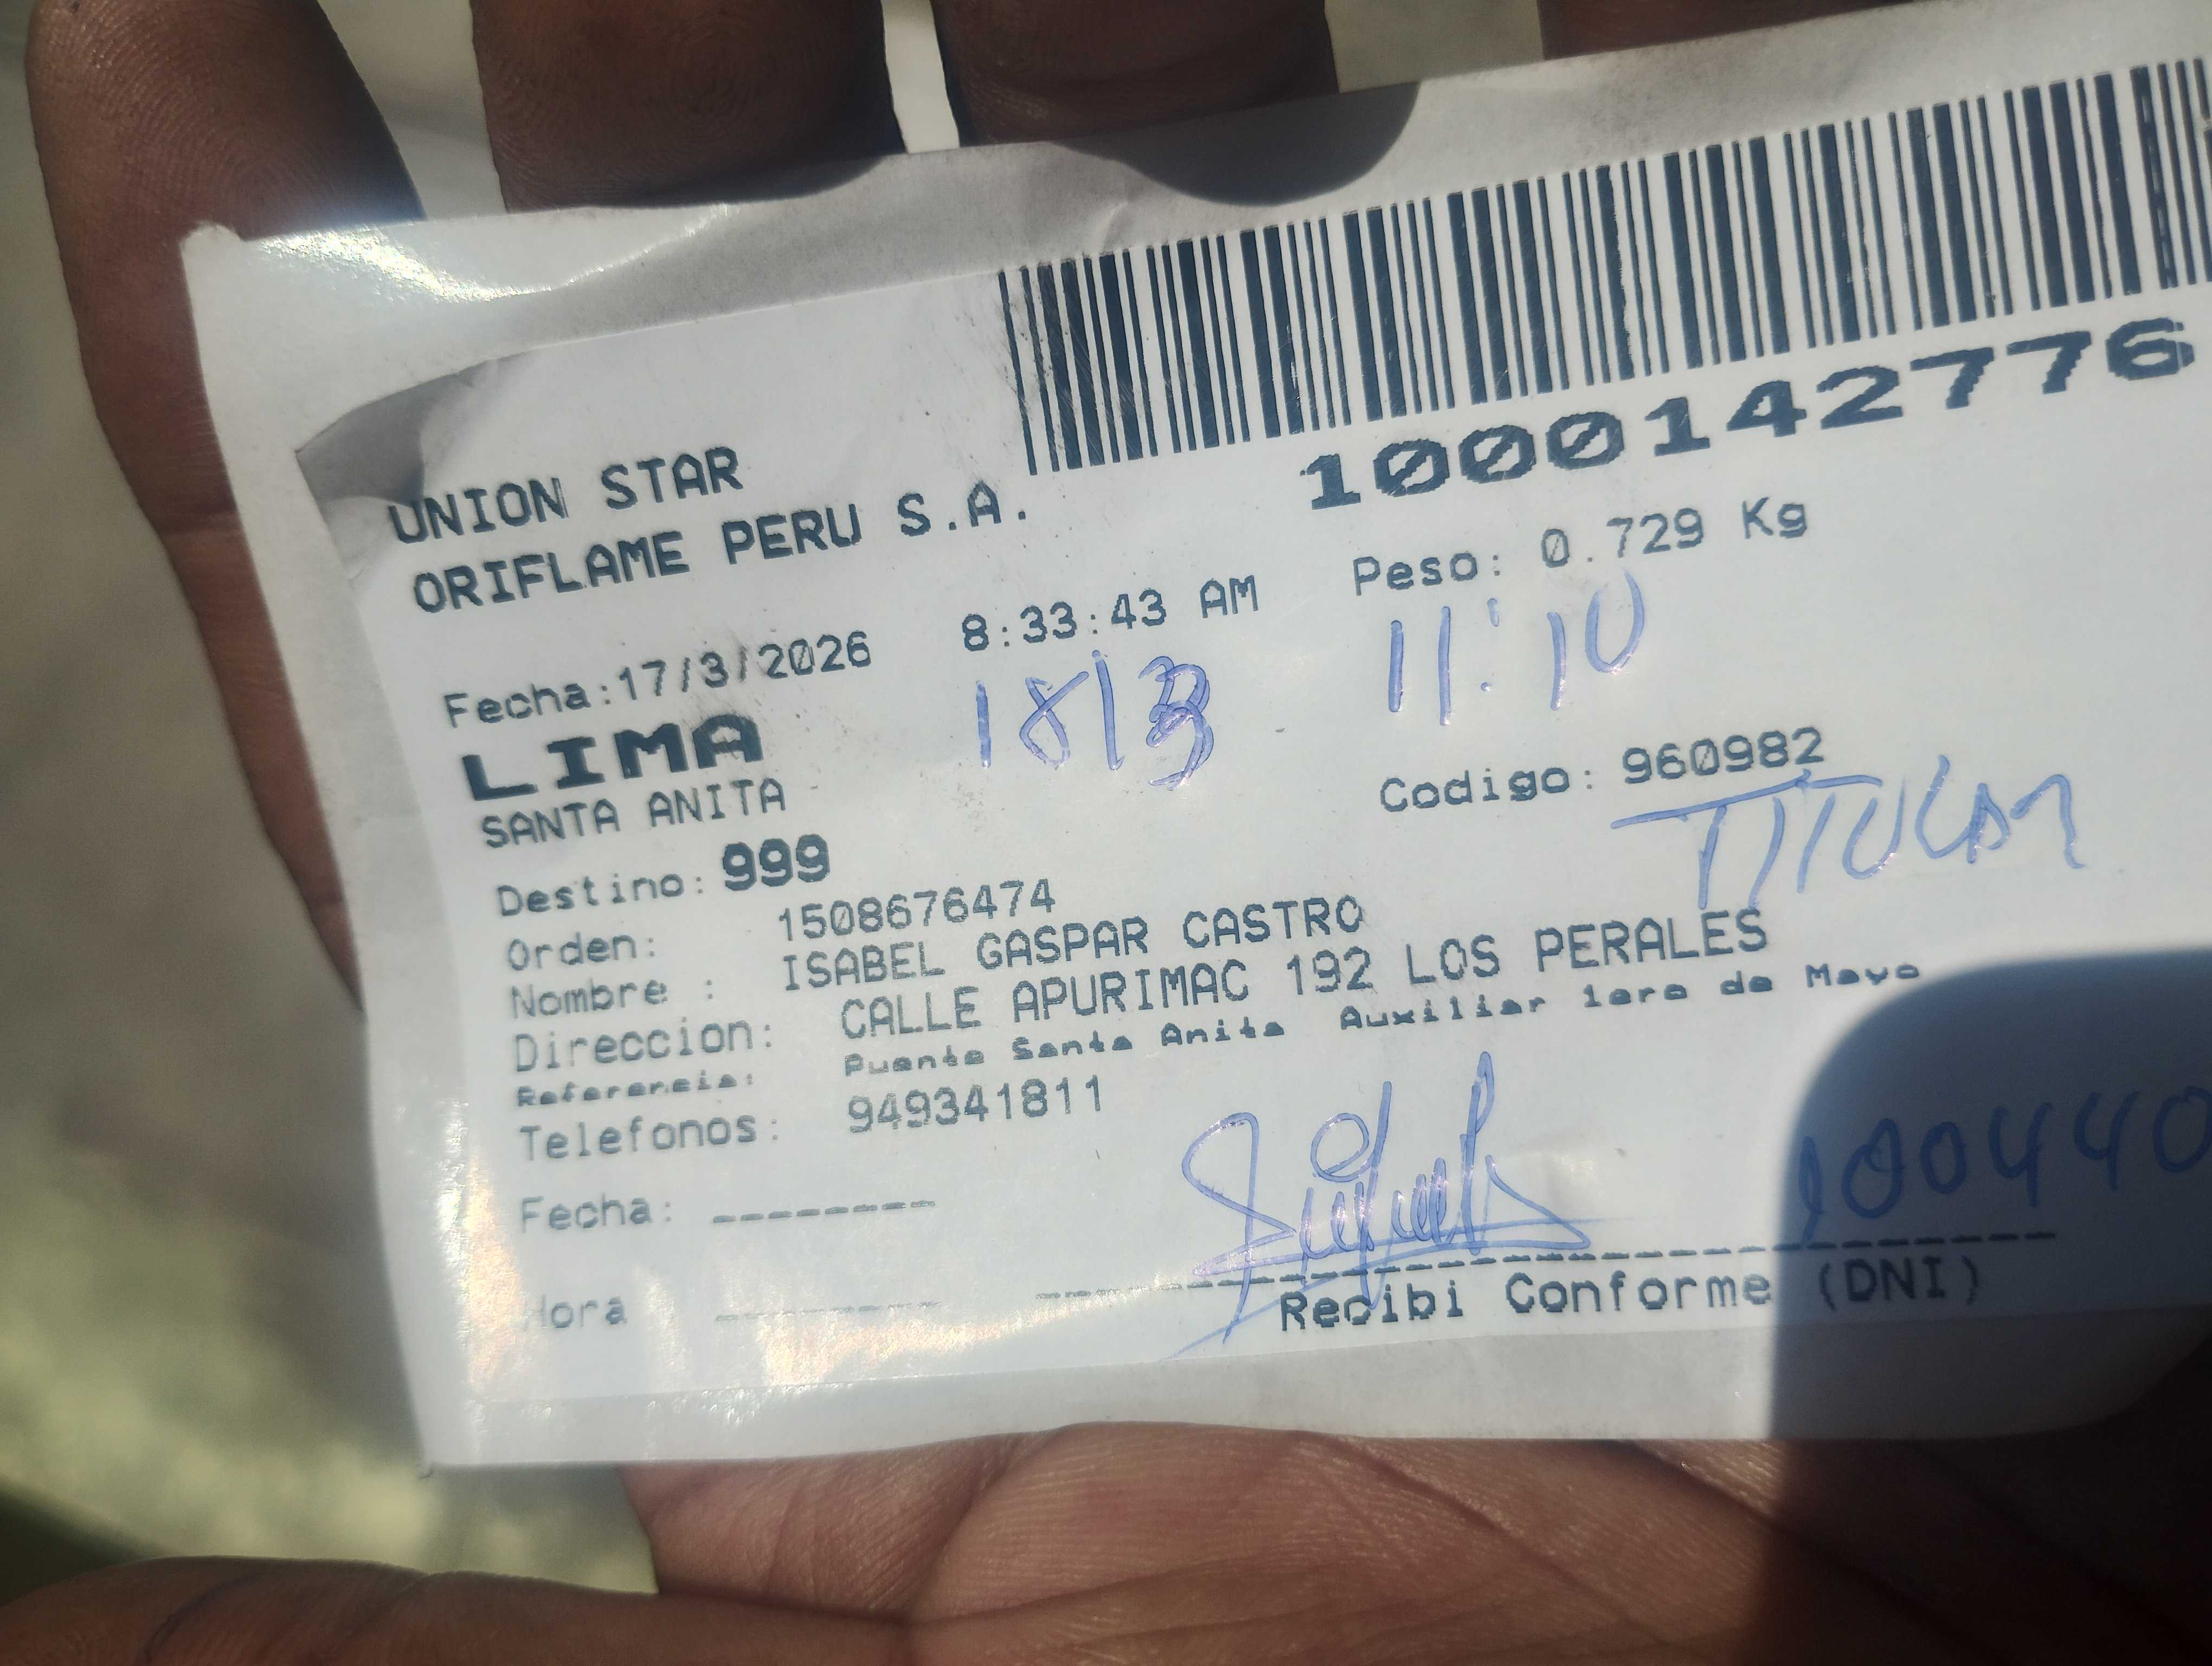 1000142776
UNION STAR
ORIFLAME PERU S.A.
Peso: 0.729 Kg
Fecha:17/3/2026 8:33:43 AM
18/3 11:10
LIMA
SANTA ANITA
Codigo: 960982
TITULAR
Destino: 999
Orden: 1508676474
Nombre : ISABEL GASPAR CASTRO
Direccion: CALLE APURIMAC 192 LOS PERALES
Referencia: Puente Santa Anita Auxiliar 1ero de Mayo
Telefonos: 949341811
Fecha: --------
100440
Hora --------
Recibi Conforme (DNI)